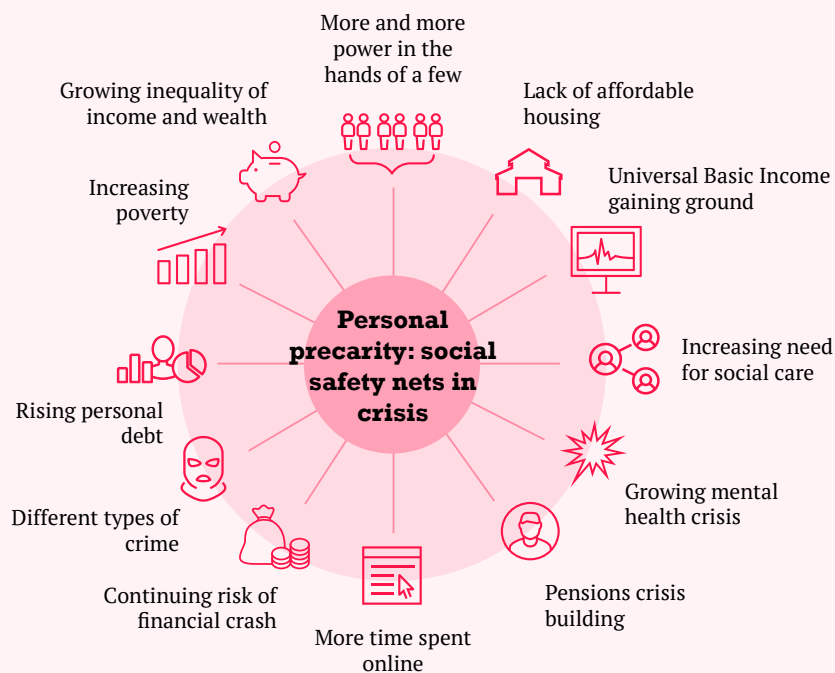 More and more
power in the
hands of a few
Lack of affordable
housing
Universal Basic Income
gaining ground
Increasing need
for social care
Growing mental
health crisis
Pensions crisis
building
More time spent
online
Continuing risk of
financial crash
Different types of
crime
Rising personal
debt
Increasing
poverty
Growing inequality of
income and wealth
Personal
precarity: social
safety nets in
crisis